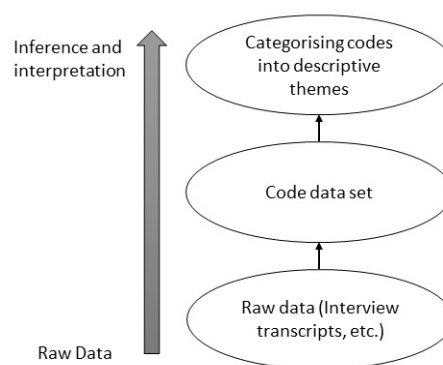 Inference and
interpretation
Categorising codes
into descriptive
themes
Code data set
Raw data (Interview
transcripts, etc.)
Raw Data